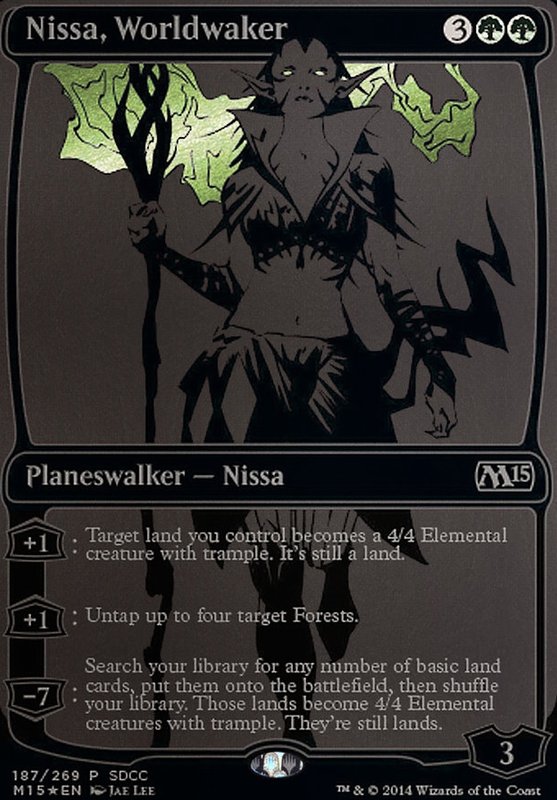 Nissa, Worldwaker 3
Planeswalker — Nissa M15
+1 : Target land you control becomes a 4/4 Elemental
creature with trample. It's still a land.
+1 : Untap up to four target Forests.
Search your library for any number of basic land
cards, put them onto the battlefield, then shuffle
−7 : your library. Those lands become 4/4 Elemental
creatures with trample. They're still lands.
3
187/269 P SDCC
M15★EN Jae Lee
™ & © 2014 Wizards of the Coast